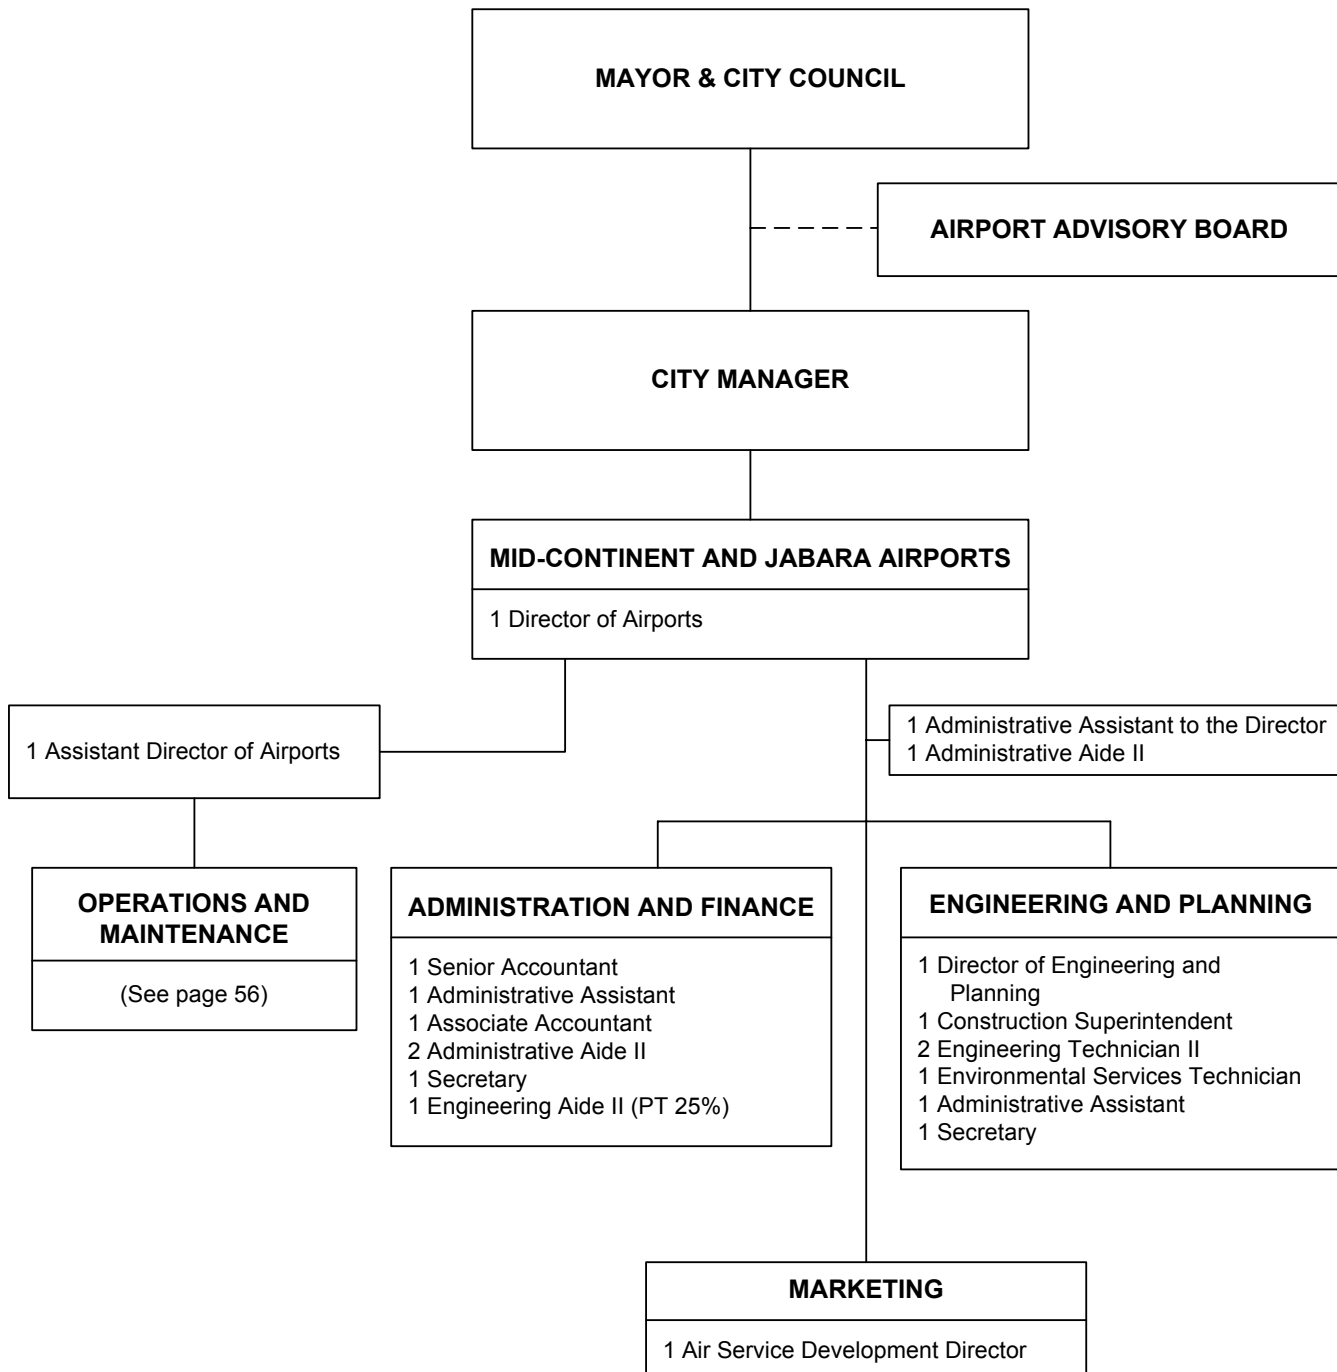 MAYOR & CITY COUNCIL
AIRPORT ADVISORY BOARD
CITY MANAGER
MID-CONTINENT AND JABARA AIRPORTS
1 Director of Airports
1 Assistant Director of Airports
1 Administrative Assistant to the Director
1 Administrative Aide II
OPERATIONS AND
MAINTENANCE
(See page 56)
ADMINISTRATION AND FINANCE
1 Senior Accountant
1 Administrative Assistant
1 Associate Accountant
2 Administrative Aide II
1 Secretary
1 Engineering Aide II (PT 25%)
ENGINEERING AND PLANNING
1 Director of Engineering and
Planning
1 Construction Superintendent
2 Engineering Technician II
1 Environmental Services Technician
1 Administrative Assistant
1 Secretary
MARKETING
1 Air Service Development Director